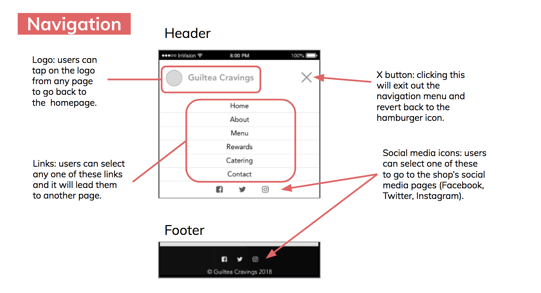 Navigation
Header
Logo: users can
tap on the logo
from any page
to go back to
the homepage.
InVision
8:00 PM
100%
Guiltea Cravings
X button: clicking this
will exit out the
navigation menu and
revert back to the
hamburger icon.
Home
About
Menu
Rewards
Catering
Contact
Links: users can select
any one of these links
and it will lead them
to another page.
Social media icons: users
can select one of these
to go to the shop's social
media pages (Facebook,
Twitter, Instagram).
Footer
© Guiltea Cravings 2018